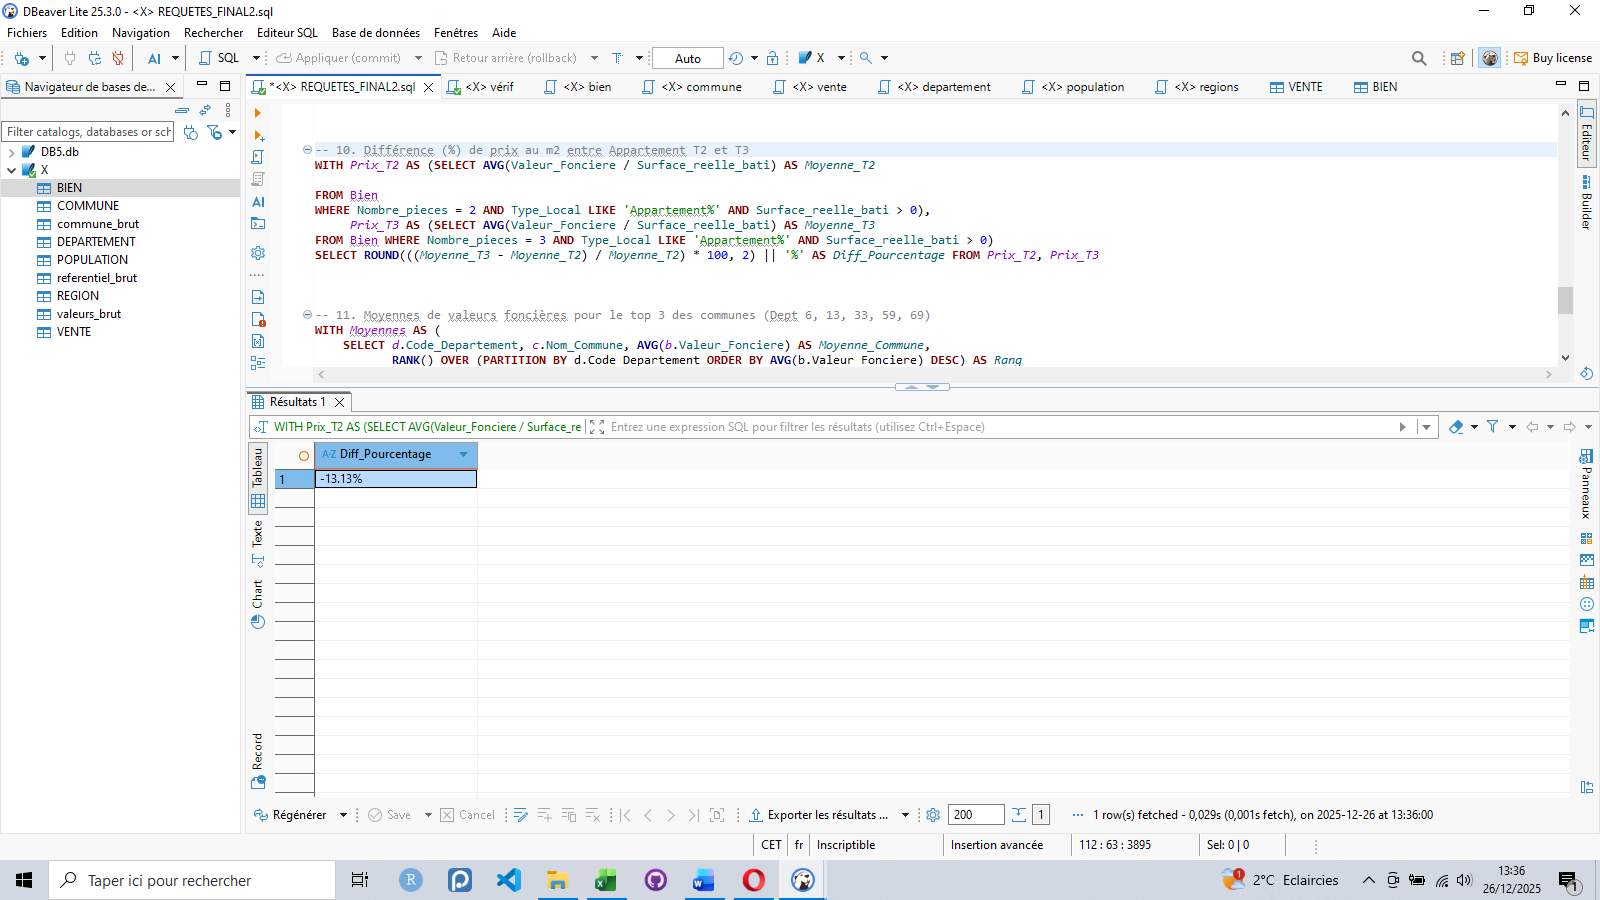 DBeaver Lite 25.3.0 - <X> REQUETES_FINAL2.sql
Fichiers Edition Navigation Rechercher Editeur SQL Base de données Fenêtres Aide
AI SQL Appliquer (commit) Retour arrière (rollback) T Auto X Buy license
Navigateur de bases de...
*<X> REQUETES_FINAL2.sql <X> vérif <X> bien <X> commune <X> vente <X> departement <X> population <X> regions VENTE BIEN
Filter catalogs, databases or sch
DB5.db
X
BIEN
COMMUNE
commune_brut
DEPARTEMENT
POPULATION
referentiel_brut
REGION
valeurs_brut
VENTE
AI
-- 10. Différence (%) de prix au m2 entre Appartement T2 et T3
WITH Prix_T2 AS (SELECT AVG(Valeur_Fonciere / Surface_reelle_bati) AS Moyenne_T2
FROM Bien
WHERE Nombre_pieces = 2 AND Type_Local LIKE 'Appartement%' AND Surface_reelle_bati > 0),
Prix_T3 AS (SELECT AVG(Valeur_Fonciere / Surface_reelle_bati) AS Moyenne_T3
FROM Bien WHERE Nombre_pieces = 3 AND Type_Local LIKE 'Appartement%' AND Surface_reelle_bati > 0)
SELECT ROUND(((Moyenne_T3 - Moyenne_T2) / Moyenne_T2) * 100, 2) || '%' AS Diff_Pourcentage FROM Prix_T2, Prix_T3
-- 11. Moyennes de valeurs foncières pour le top 3 des communes (Dept 6, 13, 33, 59, 69)
WITH Moyennes AS (
SELECT d.Code_Departement, c.Nom_Commune, AVG(b.Valeur_Fonciere) AS Moyenne_Commune,
RANK() OVER (PARTITION BY d.Code_Departement ORDER BY AVG(b.Valeur_Fonciere) DESC) AS Rang
Editeur
Builder
Résultats 1
WITH Prix_T2 AS (SELECT AVG(Valeur_Fonciere / Surface_re Entrez une expression SQL pour filtrer les résultats (utilisez Ctrl+Espace)
Tableau
Texte
Chart
Record
A-Z Diff_Pourcentage
1 -13.13%
Panneaux
Régénérer Save Cancel Exporter les résultats ... 200 1 1 row(s) fetched - 0,029s (0,001s fetch), on 2025-12-26 at 13:36:00
CET fr Inscriptible Insertion avancée 112 : 63 : 3895 Sel: 0 | 0
Taper ici pour rechercher
R
1
2°C Eclaircies
13:36
26/12/2025
1